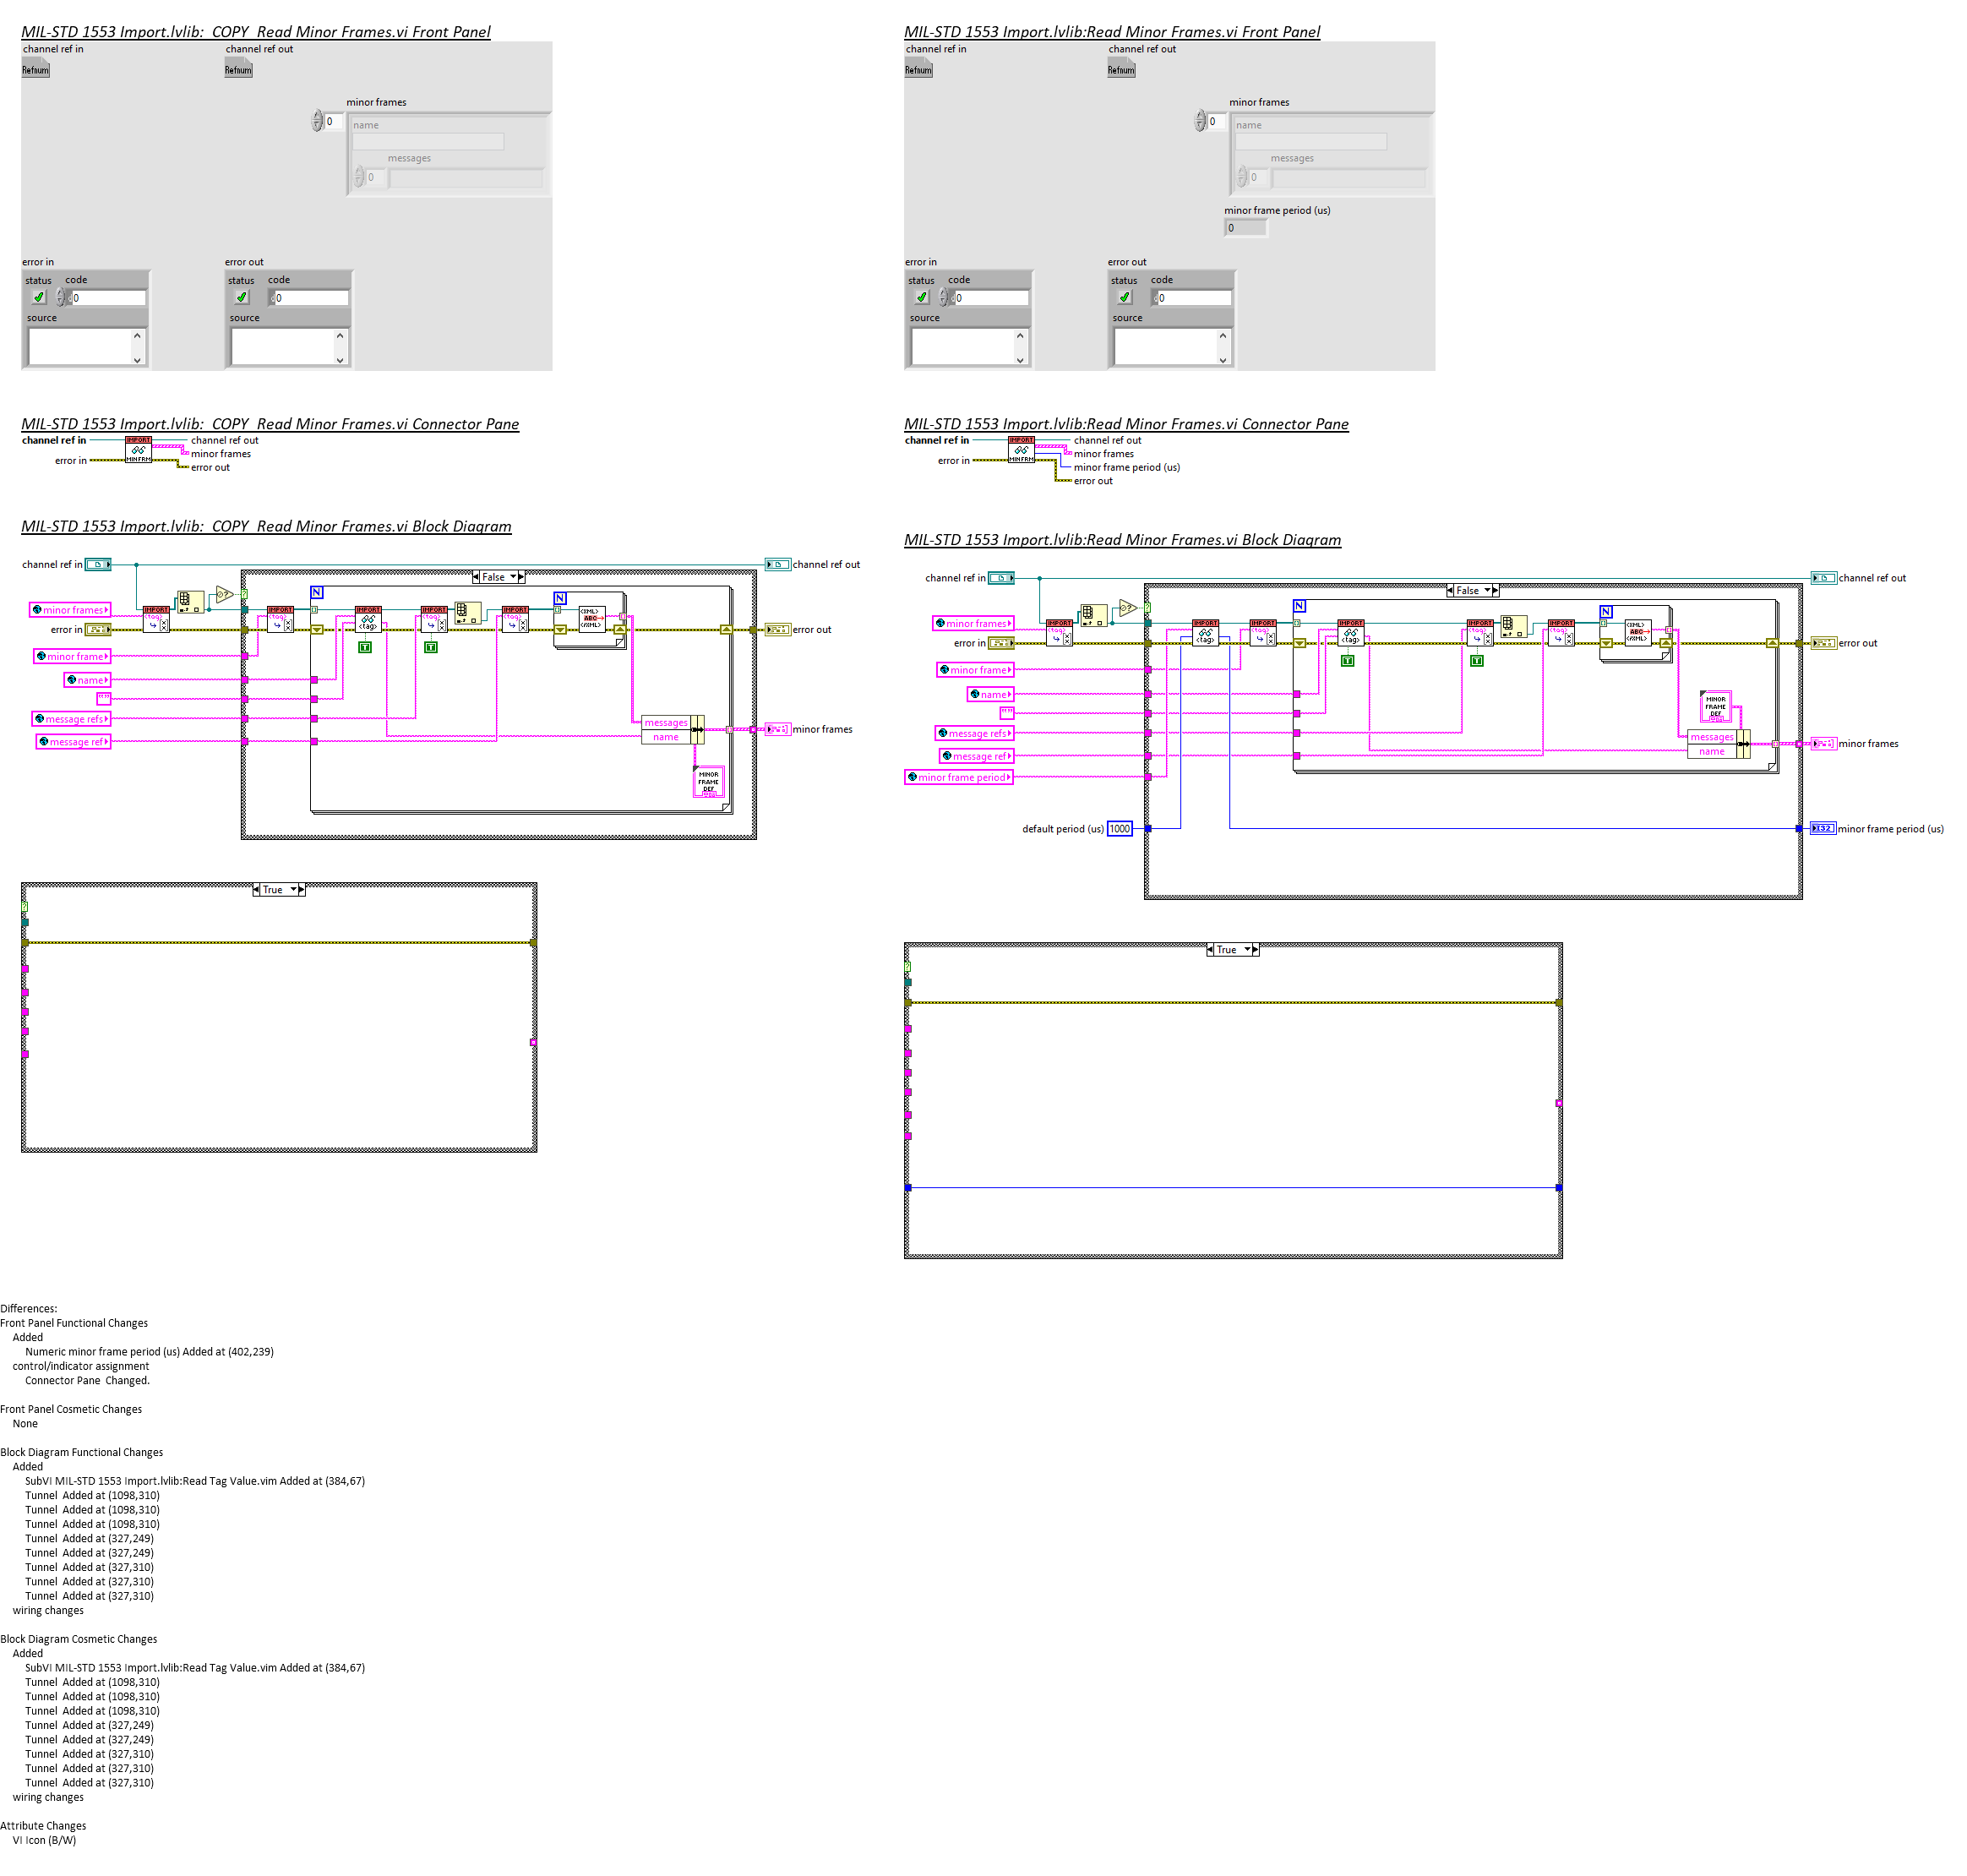 MIL-STD 1553 Import.lvlib:  COPY  Read Minor Frames.vi Front Panel
channel ref in
channel ref out
Refnum
Refnum
minor frames
0
name
messages
0
error in
error out
status
code
status
code
0
0
source
source
MIL-STD 1553 Import.lvlib:Read Minor Frames.vi Front Panel
channel ref in
channel ref out
Refnum
Refnum
minor frames
0
name
messages
0
minor frame period (us)
0
error in
error out
status
code
status
code
0
0
source
source
MIL-STD 1553 Import.lvlib:  COPY  Read Minor Frames.vi Connector Pane
channel ref in
IMPORT
channel ref out
minor frames
error in
MINFRM
error out
MIL-STD 1553 Import.lvlib:Read Minor Frames.vi Connector Pane
channel ref in
IMPORT
channel ref out
minor frames
minor frame period (us)
error in
MINFRM
error out
MIL-STD 1553 Import.lvlib:  COPY  Read Minor Frames.vi Block Diagram
channel ref in
channel ref out
False
N
N
minor frames
IMPORT
<tag>
IMPORT
<tag>
IMPORT
<tag>
IMPORT
<tag>
IMPORT
<tag>
<XML>
ABC
</XML>
error in
error out
T
T
minor frame
name
""
message refs
message ref
messages
name
minor frames
MINOR
FRAME
DEF
True
MIL-STD 1553 Import.lvlib:Read Minor Frames.vi Block Diagram
channel ref in
channel ref out
False
N
N
minor frames
IMPORT
<tag>
IMPORT
<tag>
IMPORT
<tag>
IMPORT
<tag>
IMPORT
<tag>
IMPORT
<tag>
<XML>
ABC
</XML>
error in
error out
T
T
minor frame
name
""
message refs
message ref
minor frame period
MINOR
FRAME
DEF
messages
name
minor frames
default period (us)
1000
I32
minor frame period (us)
True
Differences:
Front Panel Functional Changes
Added
Numeric minor frame period (us) Added at (402,239)
control/indicator assignment
Connector Pane  Changed.
Front Panel Cosmetic Changes
None
Block Diagram Functional Changes
Added
SubVI MIL-STD 1553 Import.lvlib:Read Tag Value.vim Added at (384,67)
Tunnel  Added at (1098,310)
Tunnel  Added at (1098,310)
Tunnel  Added at (1098,310)
Tunnel  Added at (327,249)
Tunnel  Added at (327,249)
Tunnel  Added at (327,310)
Tunnel  Added at (327,310)
Tunnel  Added at (327,310)
wiring changes
Block Diagram Cosmetic Changes
Added
SubVI MIL-STD 1553 Import.lvlib:Read Tag Value.vim Added at (384,67)
Tunnel  Added at (1098,310)
Tunnel  Added at (1098,310)
Tunnel  Added at (1098,310)
Tunnel  Added at (327,249)
Tunnel  Added at (327,249)
Tunnel  Added at (327,310)
Tunnel  Added at (327,310)
Tunnel  Added at (327,310)
wiring changes
Attribute Changes
VI Icon (B/W)